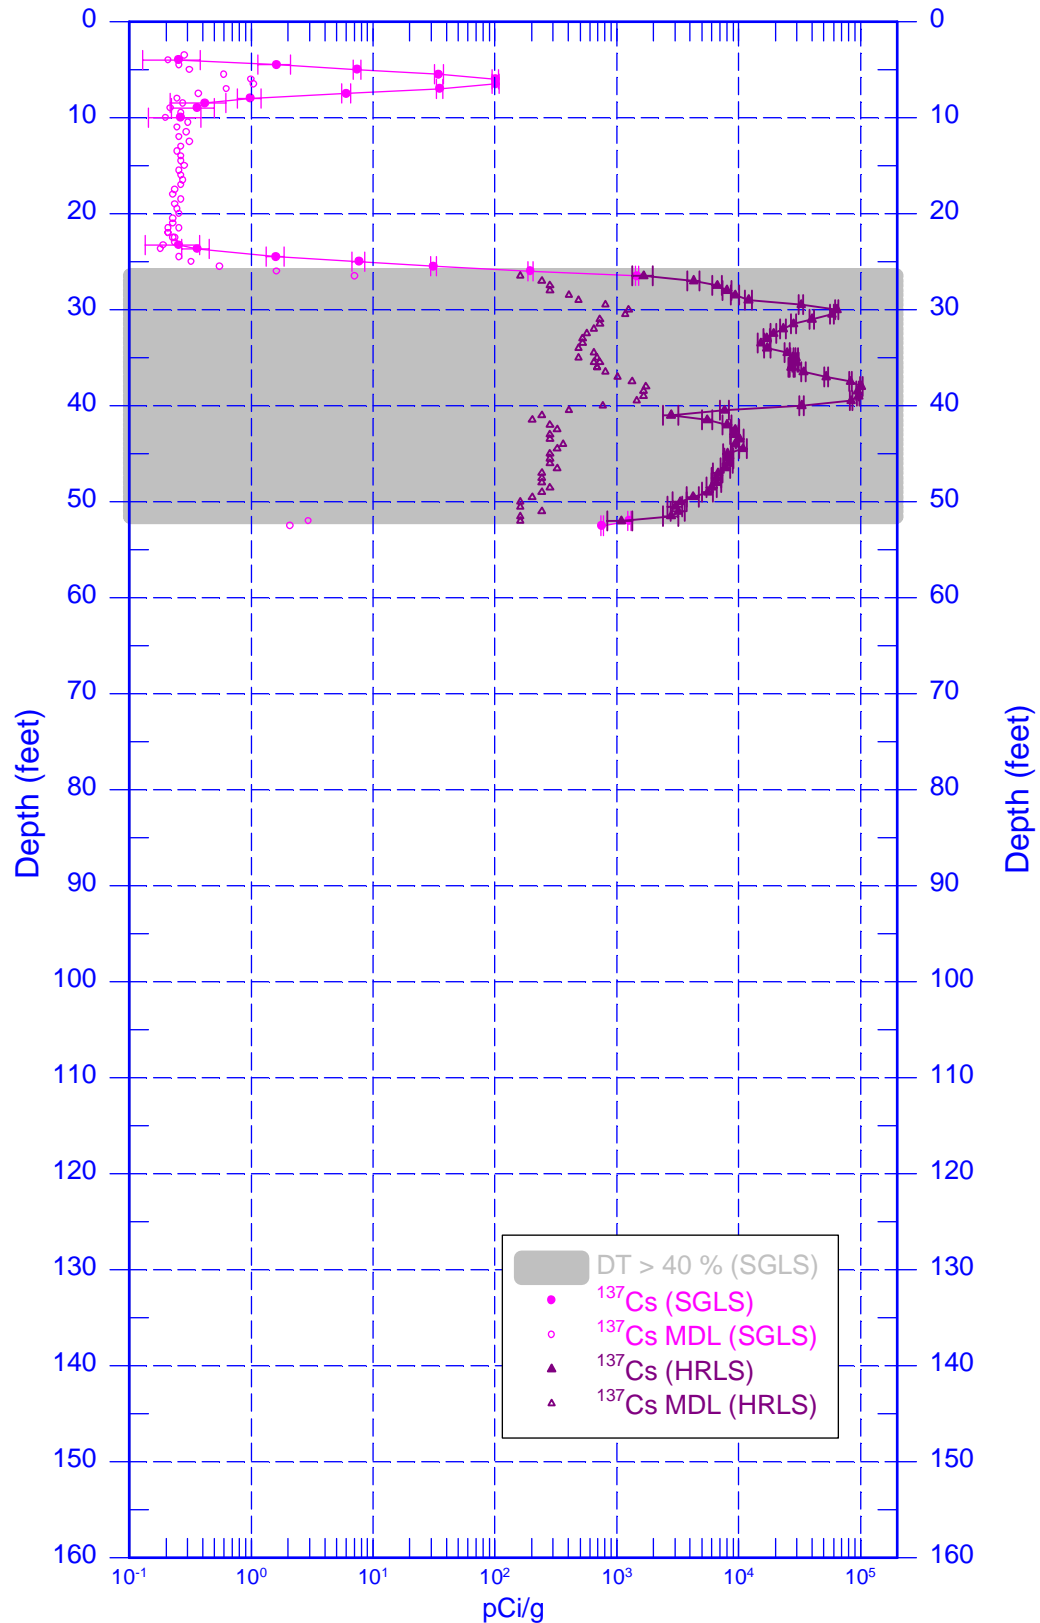 0 0
10 10
20 20
30 30
40 40
50 50
60 60
70 70
80 80
90 90
100 100
110 110
120 120
130 130
140 140
150 150
160 160
Depth (feet)
Depth (feet)
DT > 40 % (SGLS)
¹³⁷Cs (SGLS)
¹³⁷Cs MDL (SGLS)
¹³⁷Cs (HRLS)
¹³⁷Cs MDL (HRLS)
10⁻¹ 10⁰ 10¹ 10² 10³ 10⁴ 10⁵
pCi/g